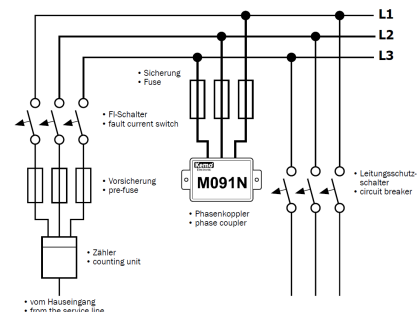 L1
L2
L3
• Sicherung
• Fuse
• FI-Schalter
• fault current switch
Kemo
M091N
• Leitungsschutz-
schalter
• circuit breaker
• Vorsicherung
• pre-fuse
• Phasenkoppler
• phase coupler
• Zähler
• counting unit
• vom Hauseingang
• from the service line